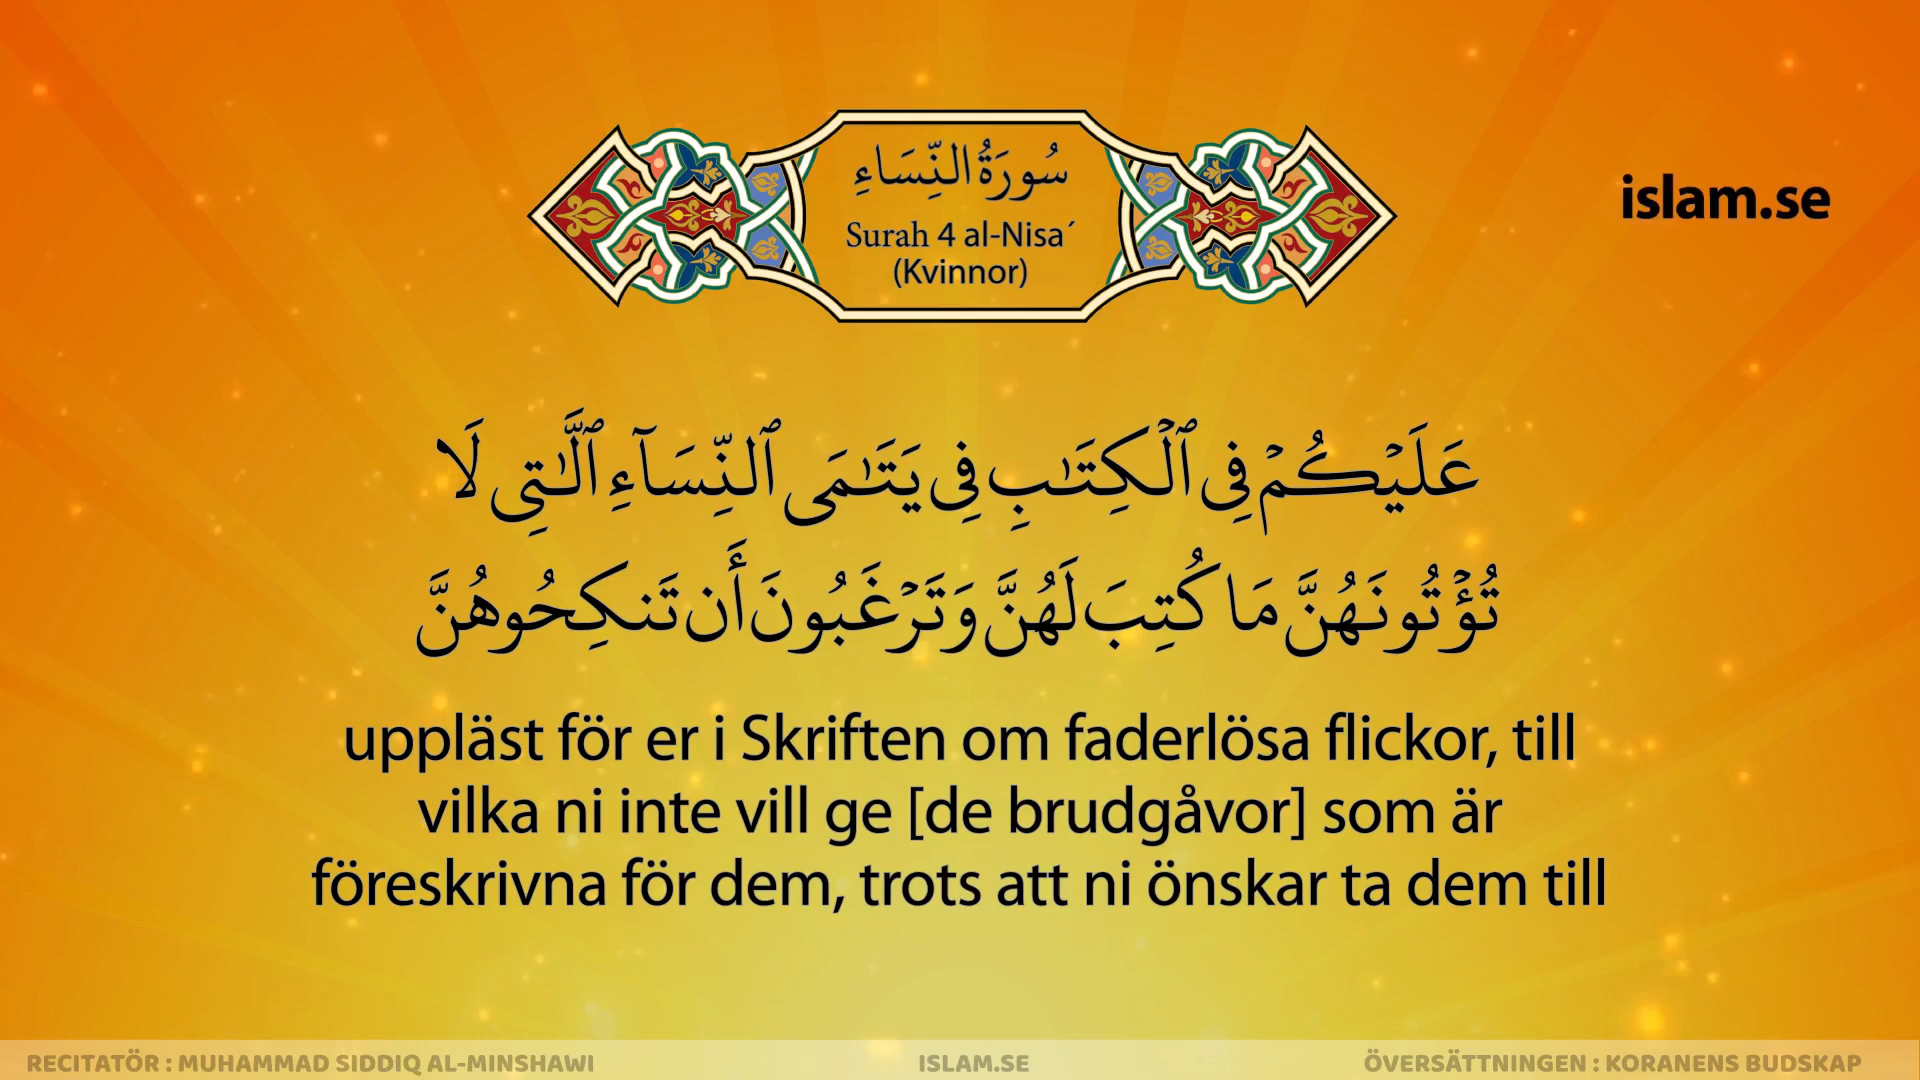 سُورَةُ النِّسَاءِ
Surah 4 al-Nisa´
(Kvinnor)
islam.se
عَلَيۡكُمۡ فِی ٱلۡكِتَـٰبِ فِی یَتَـٰمَى ٱلنِّسَاۤءِ ٱلَّـٰتِی لَا
تُؤۡتُونَهُنَّ مَا كُتِبَ لَهُنَّ وَتَرۡغَبُونَ أَن تَنكِحُوهُنَّ
uppläst för er i Skriften om faderlösa flickor, till
vilka ni inte vill ge [de brudgåvor] som är
föreskrivna för dem, trots att ni önskar ta dem till
RECITATÖR : MUHAMMAD SIDDIQ AL-MINSHAWI
ISLAM.SE
ÖVERSÄTTNINGEN : KORANENS BUDSKAP